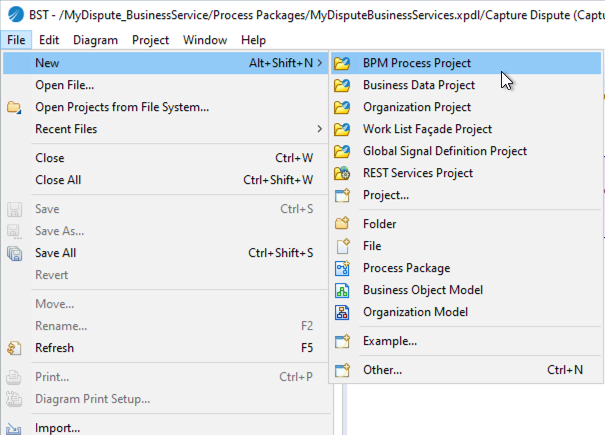 BST - /MyDispute_BusinessService/Process Packages/MyDisputeBusinessServices.xpdl/Capture Dispute (Captu
File Edit Diagram Project Window Help
New Alt+Shift+N >
Open File...
Open Projects from File System...
Recent Files >
Close Ctrl+W
Close All Ctrl+Shift+W
Save Ctrl+S
Save As...
Save All Ctrl+Shift+S
Revert
Move...
Rename... F2
Refresh F5
Print... Ctrl+P
Diagram Print Setup...
Import...
BPM Process Project
Business Data Project
Organization Project
Work List Façade Project
Global Signal Definition Project
REST Services Project
Project...
Folder
File
Process Package
Business Object Model
Organization Model
Example...
Other... Ctrl+N